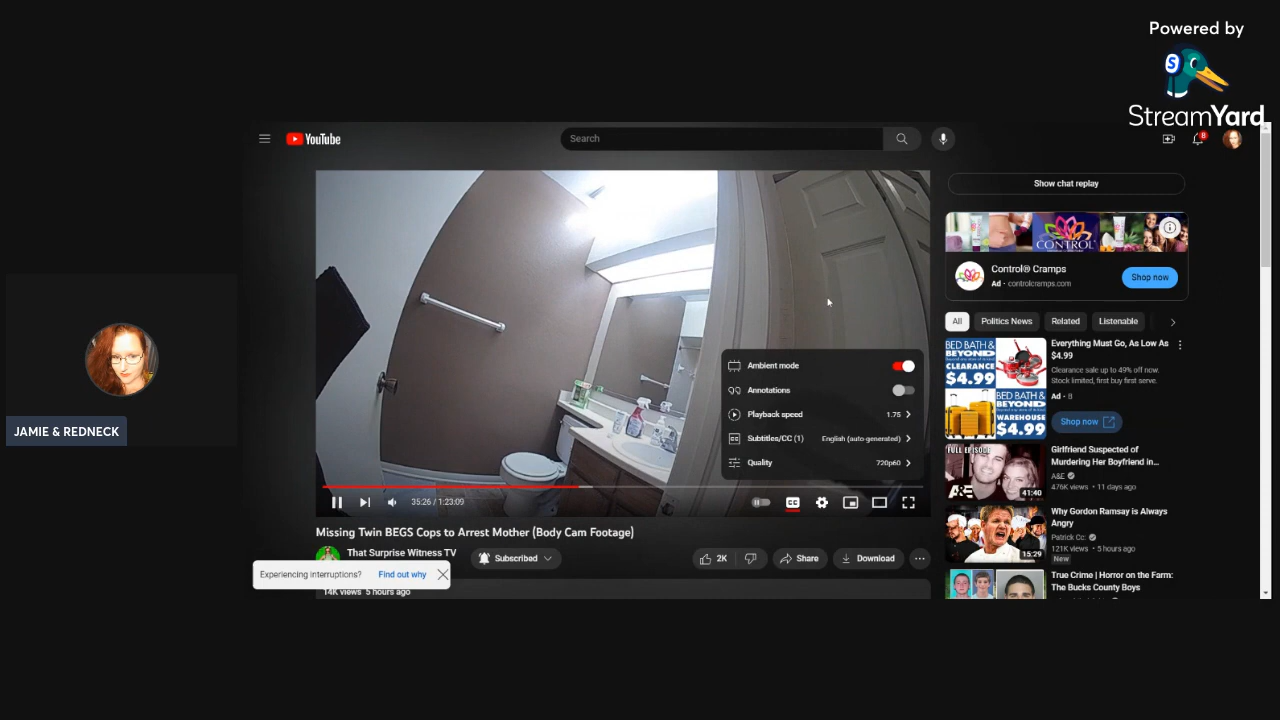 Powered by
StreamYard
YouTube
Search
8
Show chat replay
CONTROL
Control® Cramps
Ad · controlcramps.com
Shop now
All
Politics News
Related
Listenable
BED BATH &
BEYOND
CLEARANCE
$4.99
BED BATH &
BEYOND
WAREHOUSE
$4.99
Everything Must Go, As Low As
$4.99
Clearance sale up to 49% off now.
Stock limited, first buy first serve.
Ad · 8
Shop now
Ambient mode
Annotations
Playback speed
1.75
Subtitles/CC (1)
English (auto-generated)
Quality
720p60
35:26 / 1:23:09
CC
JAMIE & REDNECK
Missing Twin BEGS Cops to Arrest Mother (Body Cam Footage)
That Surprise Witness TV
Subscribed
2K
Share
Download
Experiencing interruptions?
Find out why
14K views 5 hours ago
FULL EPISODE
A&E
41:40
Girlfriend Suspected of
Murdering Her Boyfriend in...
A&E
476K views · 11 days ago
15:29
Why Gordon Ramsay is Always
Angry
Patrick Cc:
121K views · 5 hours ago
New
True Crime | Horror on the Farm:
The Bucks County Boys